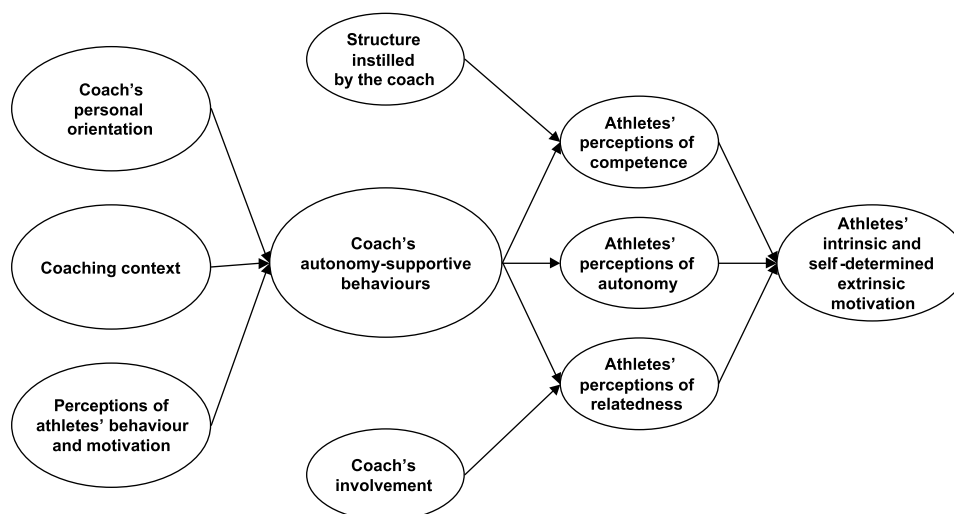 Coach’s
personal
orientation
Coaching context
Perceptions of
athletes’ behaviour
and motivation
Coach’s
autonomy-supportive
behaviours
Structure
instilled
by the coach
Coach’s
involvement
Athletes’
perceptions of
competence
Athletes’
perceptions of
autonomy
Athletes’
perceptions of
relatedness
Athletes’
intrinsic and
self-determined
extrinsic
motivation